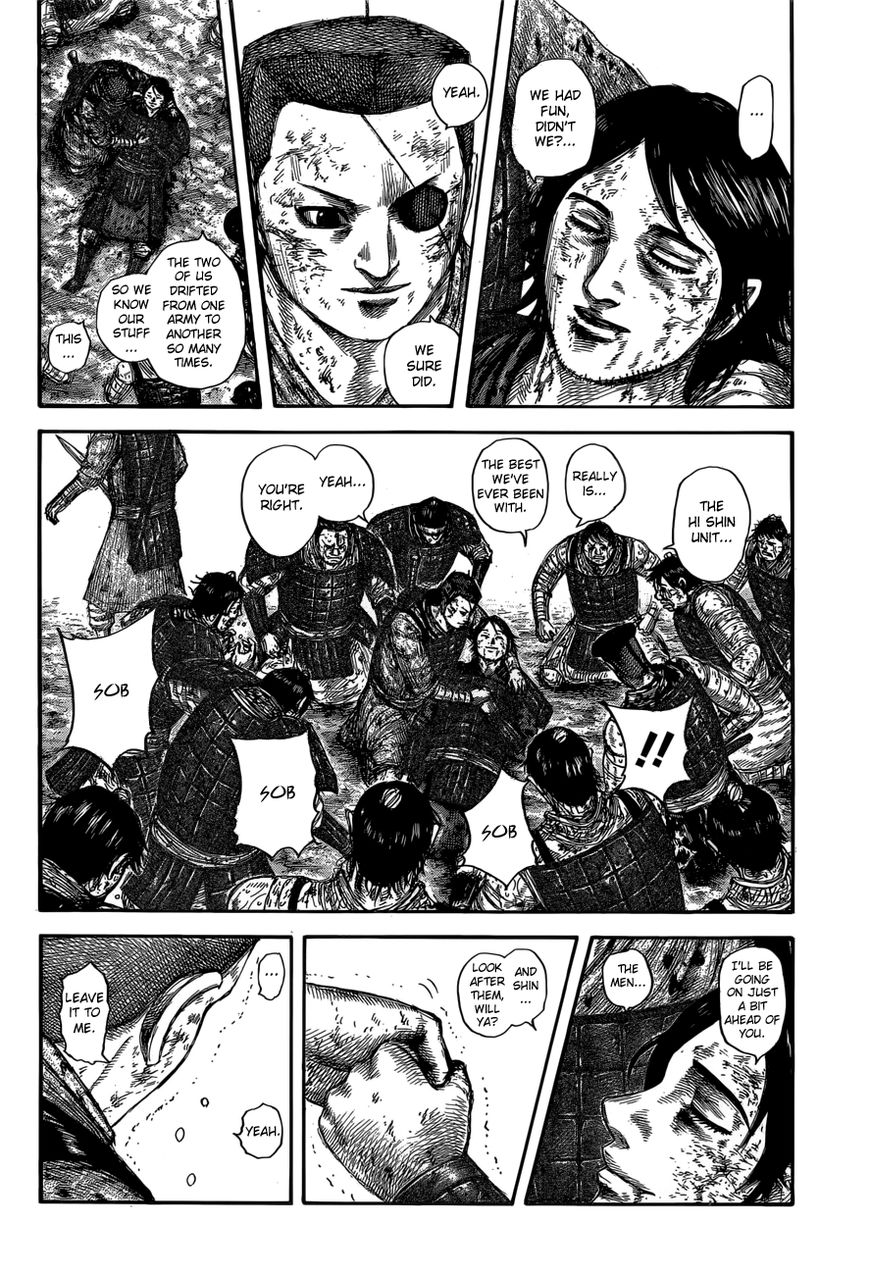 ...
WE HAD
FUN,
DIDN'T
WE?...
YEAH.
WE
SURE
DID.
THE TWO
OF US
DRIFTED
FROM ONE
ARMY TO
ANOTHER
SO MANY
TIMES.
SO WE
KNOW
OUR
STUFF
...
THIS
...
THE
HI SHIN
UNIT...
REALLY
IS...
THE BEST
WE'VE
EVER BEEN
WITH.
YEAH...
YOU'RE
RIGHT.
!!
SOB
SOB
SOB
I'LL BE
GOING
ON JUST
A BIT
AHEAD OF
YOU.
THE
MEN...
AND
SHIN
...
LOOK
AFTER
THEM,
WILL
YA?
...
YEAH.
LEAVE
IT TO
ME.